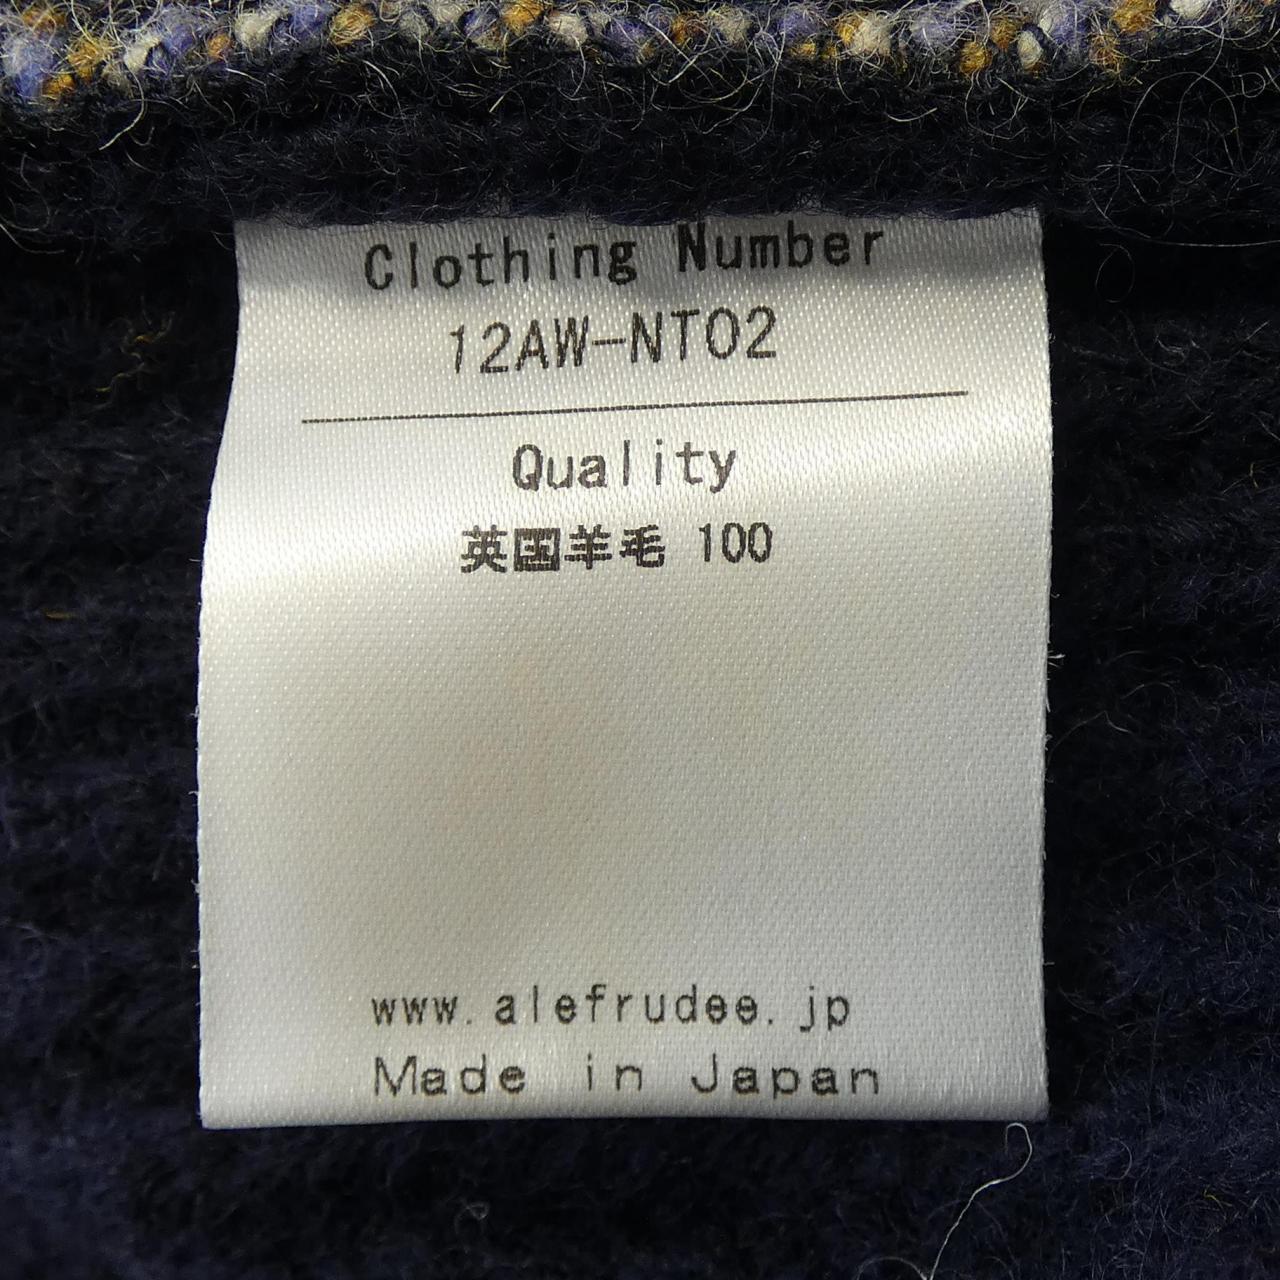 Clothing Number
12AW-NT02
Quality
英国羊毛 100
www.alefrudee.jp
Made in Japan